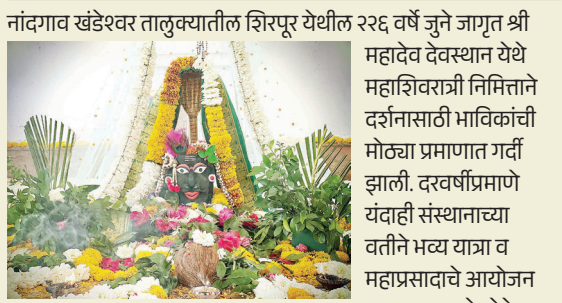 नांदगाव खंडेश्वर तालुक्यातील शिरपूर येथील २२६ वर्षे जुने जागृत श्री
महादेव देवस्थान येथे
महाशिवरात्री निमित्ताने
दर्शनासाठी भाविकांची
मोठ्या प्रमाणात गर्दी
झाली. दरवर्षीप्रमाणे
यंदाही संस्थानाच्या
वतीने भव्य यात्रा व
महाप्रसादाचे आयोजन